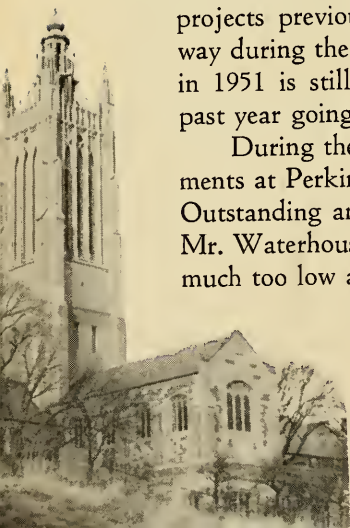 projects previou
way during the
in 1951 is still
past year going
During the
ments at Perkin
Outstanding an
Mr. Waterhous
much too low a